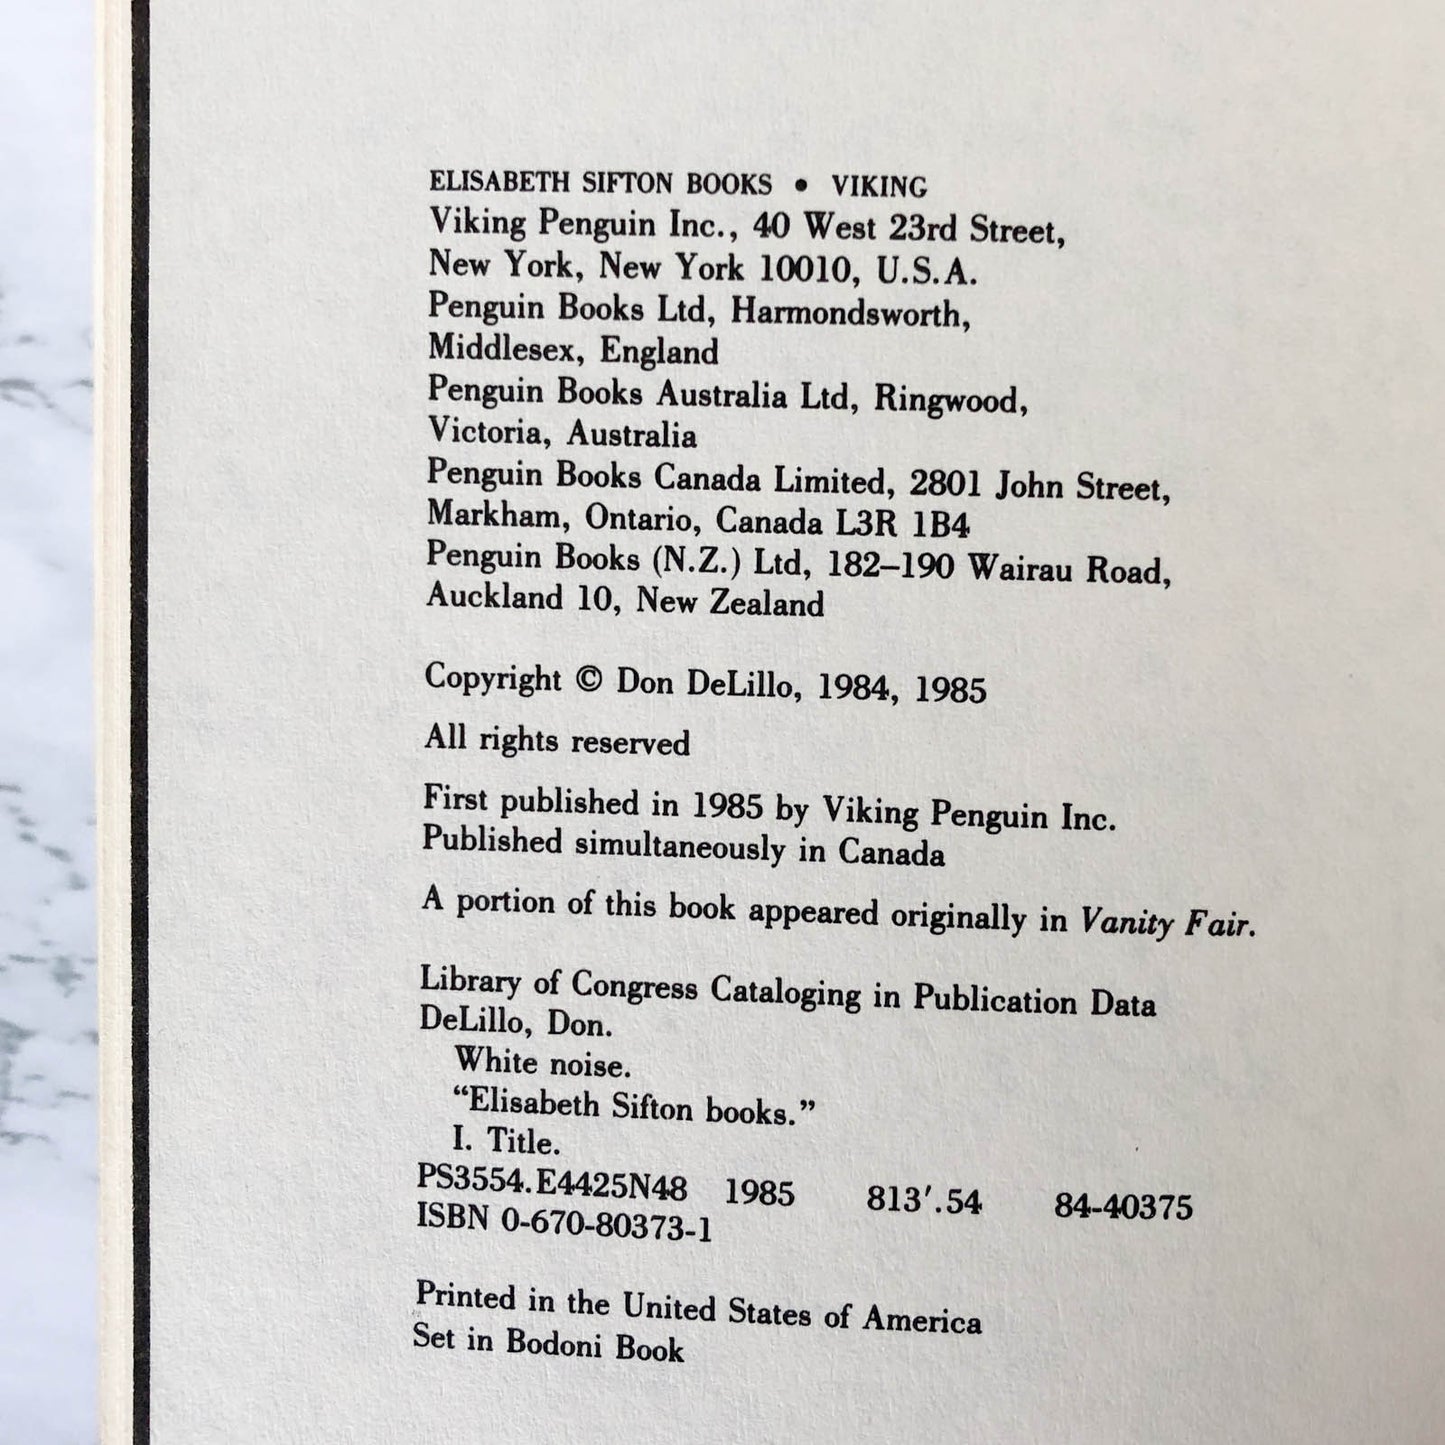 ELISABETH SIFTON BOOKS • VIKING
Viking Penguin Inc., 40 West 23rd Street,
New York, New York 10010, U.S.A.
Penguin Books Ltd, Harmondsworth,
Middlesex, England
Penguin Books Australia Ltd, Ringwood,
Victoria, Australia
Penguin Books Canada Limited, 2801 John Street,
Markham, Ontario, Canada L3R 1B4
Penguin Books (N.Z.) Ltd, 182–190 Wairau Road,
Auckland 10, New Zealand
Copyright © Don DeLillo, 1984, 1985
All rights reserved
First published in 1985 by Viking Penguin Inc.
Published simultaneously in Canada
A portion of this book appeared originally in Vanity Fair.
Library of Congress Cataloging in Publication Data
DeLillo, Don.
White noise.
“Elisabeth Sifton books.”
I. Title.
PS3554.E4425N48 1985 813′.54 84-40375
ISBN 0-670-80373-1
Printed in the United States of America
Set in Bodoni Book